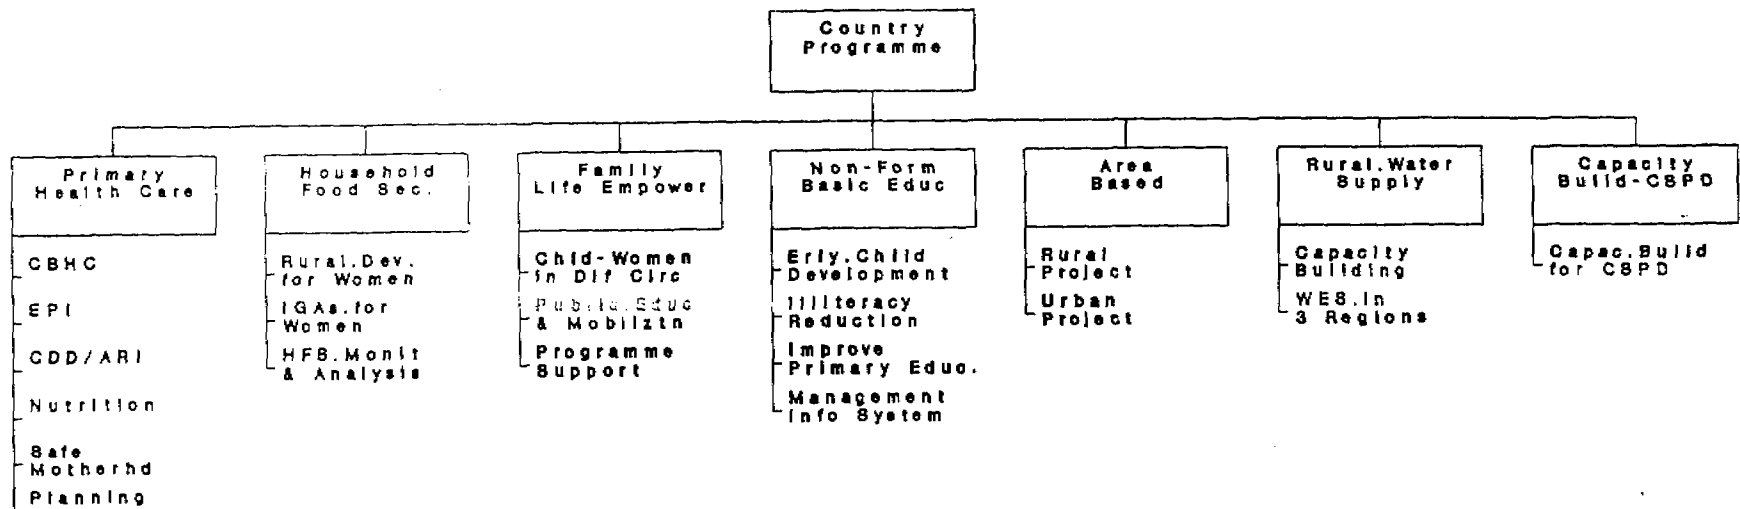 Country
Programme
Primary
Health Care
Household
Food Sec.
Family
Life Empower
Non-Form
Basic Educ
Area
Based
Rural.Water
Supply
Capacity
Build-CSPD
CBHC
EPI
CDD/ARI
Nutrition
Safe
Motherhd
Planning
Rural.Dev.
for Women
IGAs.for
Women
HFS.Monit
& Analysis
Chld-Women
in Dif Circ
Public.Educ
& Mobilztn
Programme
Support
Erly.Child
Development
Illiteracy
Reduction
Improve
Primary Educ.
Management
Info System
Rural
Project
Urban
Project
Capacity
Building
WES.in
3 Regions
Capac.Build
for CSPD